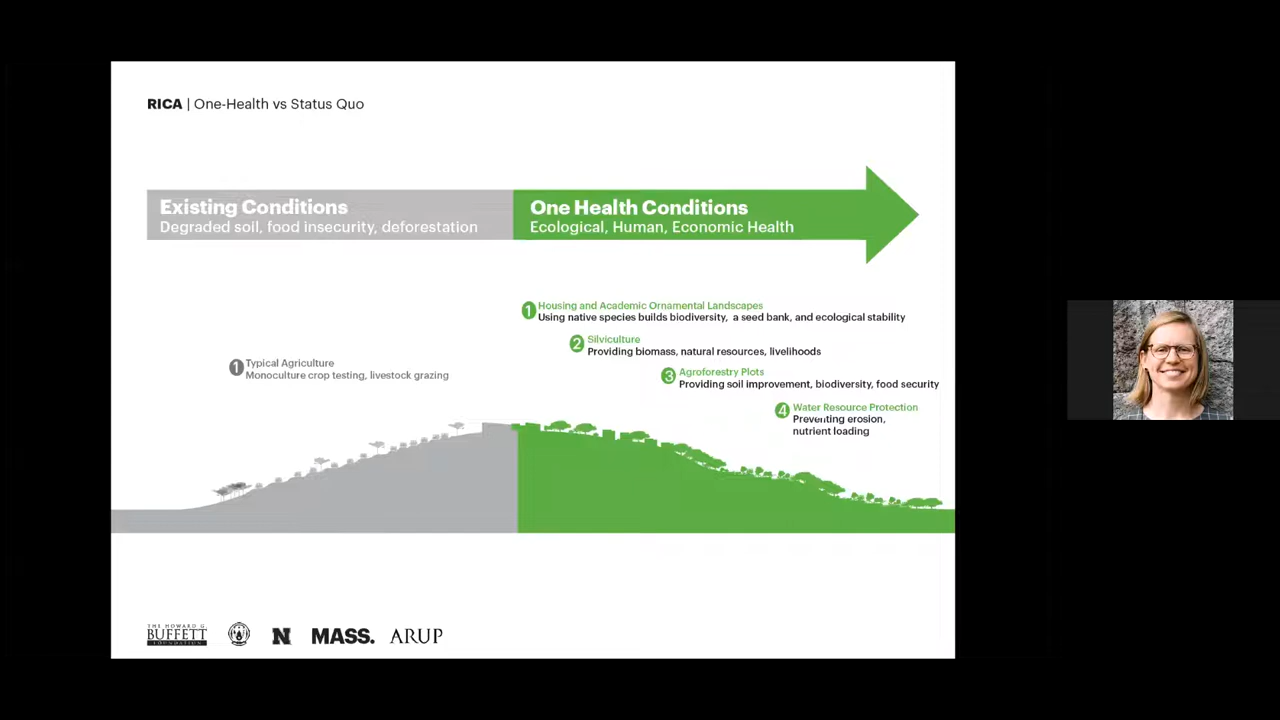 RICA | One-Health vs Status Quo
Existing Conditions
Degraded soil, food insecurity, deforestation
One Health Conditions
Ecological, Human, Economic Health
1 Housing and Academic Ornamental Landscapes
Using native species builds biodiversity, a seed bank, and ecological stability
2 Silviculture
Providing biomass, natural resources, livelihoods
1 Typical Agriculture
Monoculture crop testing, livestock grazing
3 Agroforestry Plots
Providing soil improvement, biodiversity, food security
4 Water Resource Protection
Preventing erosion,
nutrient loading
THE HOWARD G.
BUFFETT
FOUNDATION
N
MASS.
ARUP